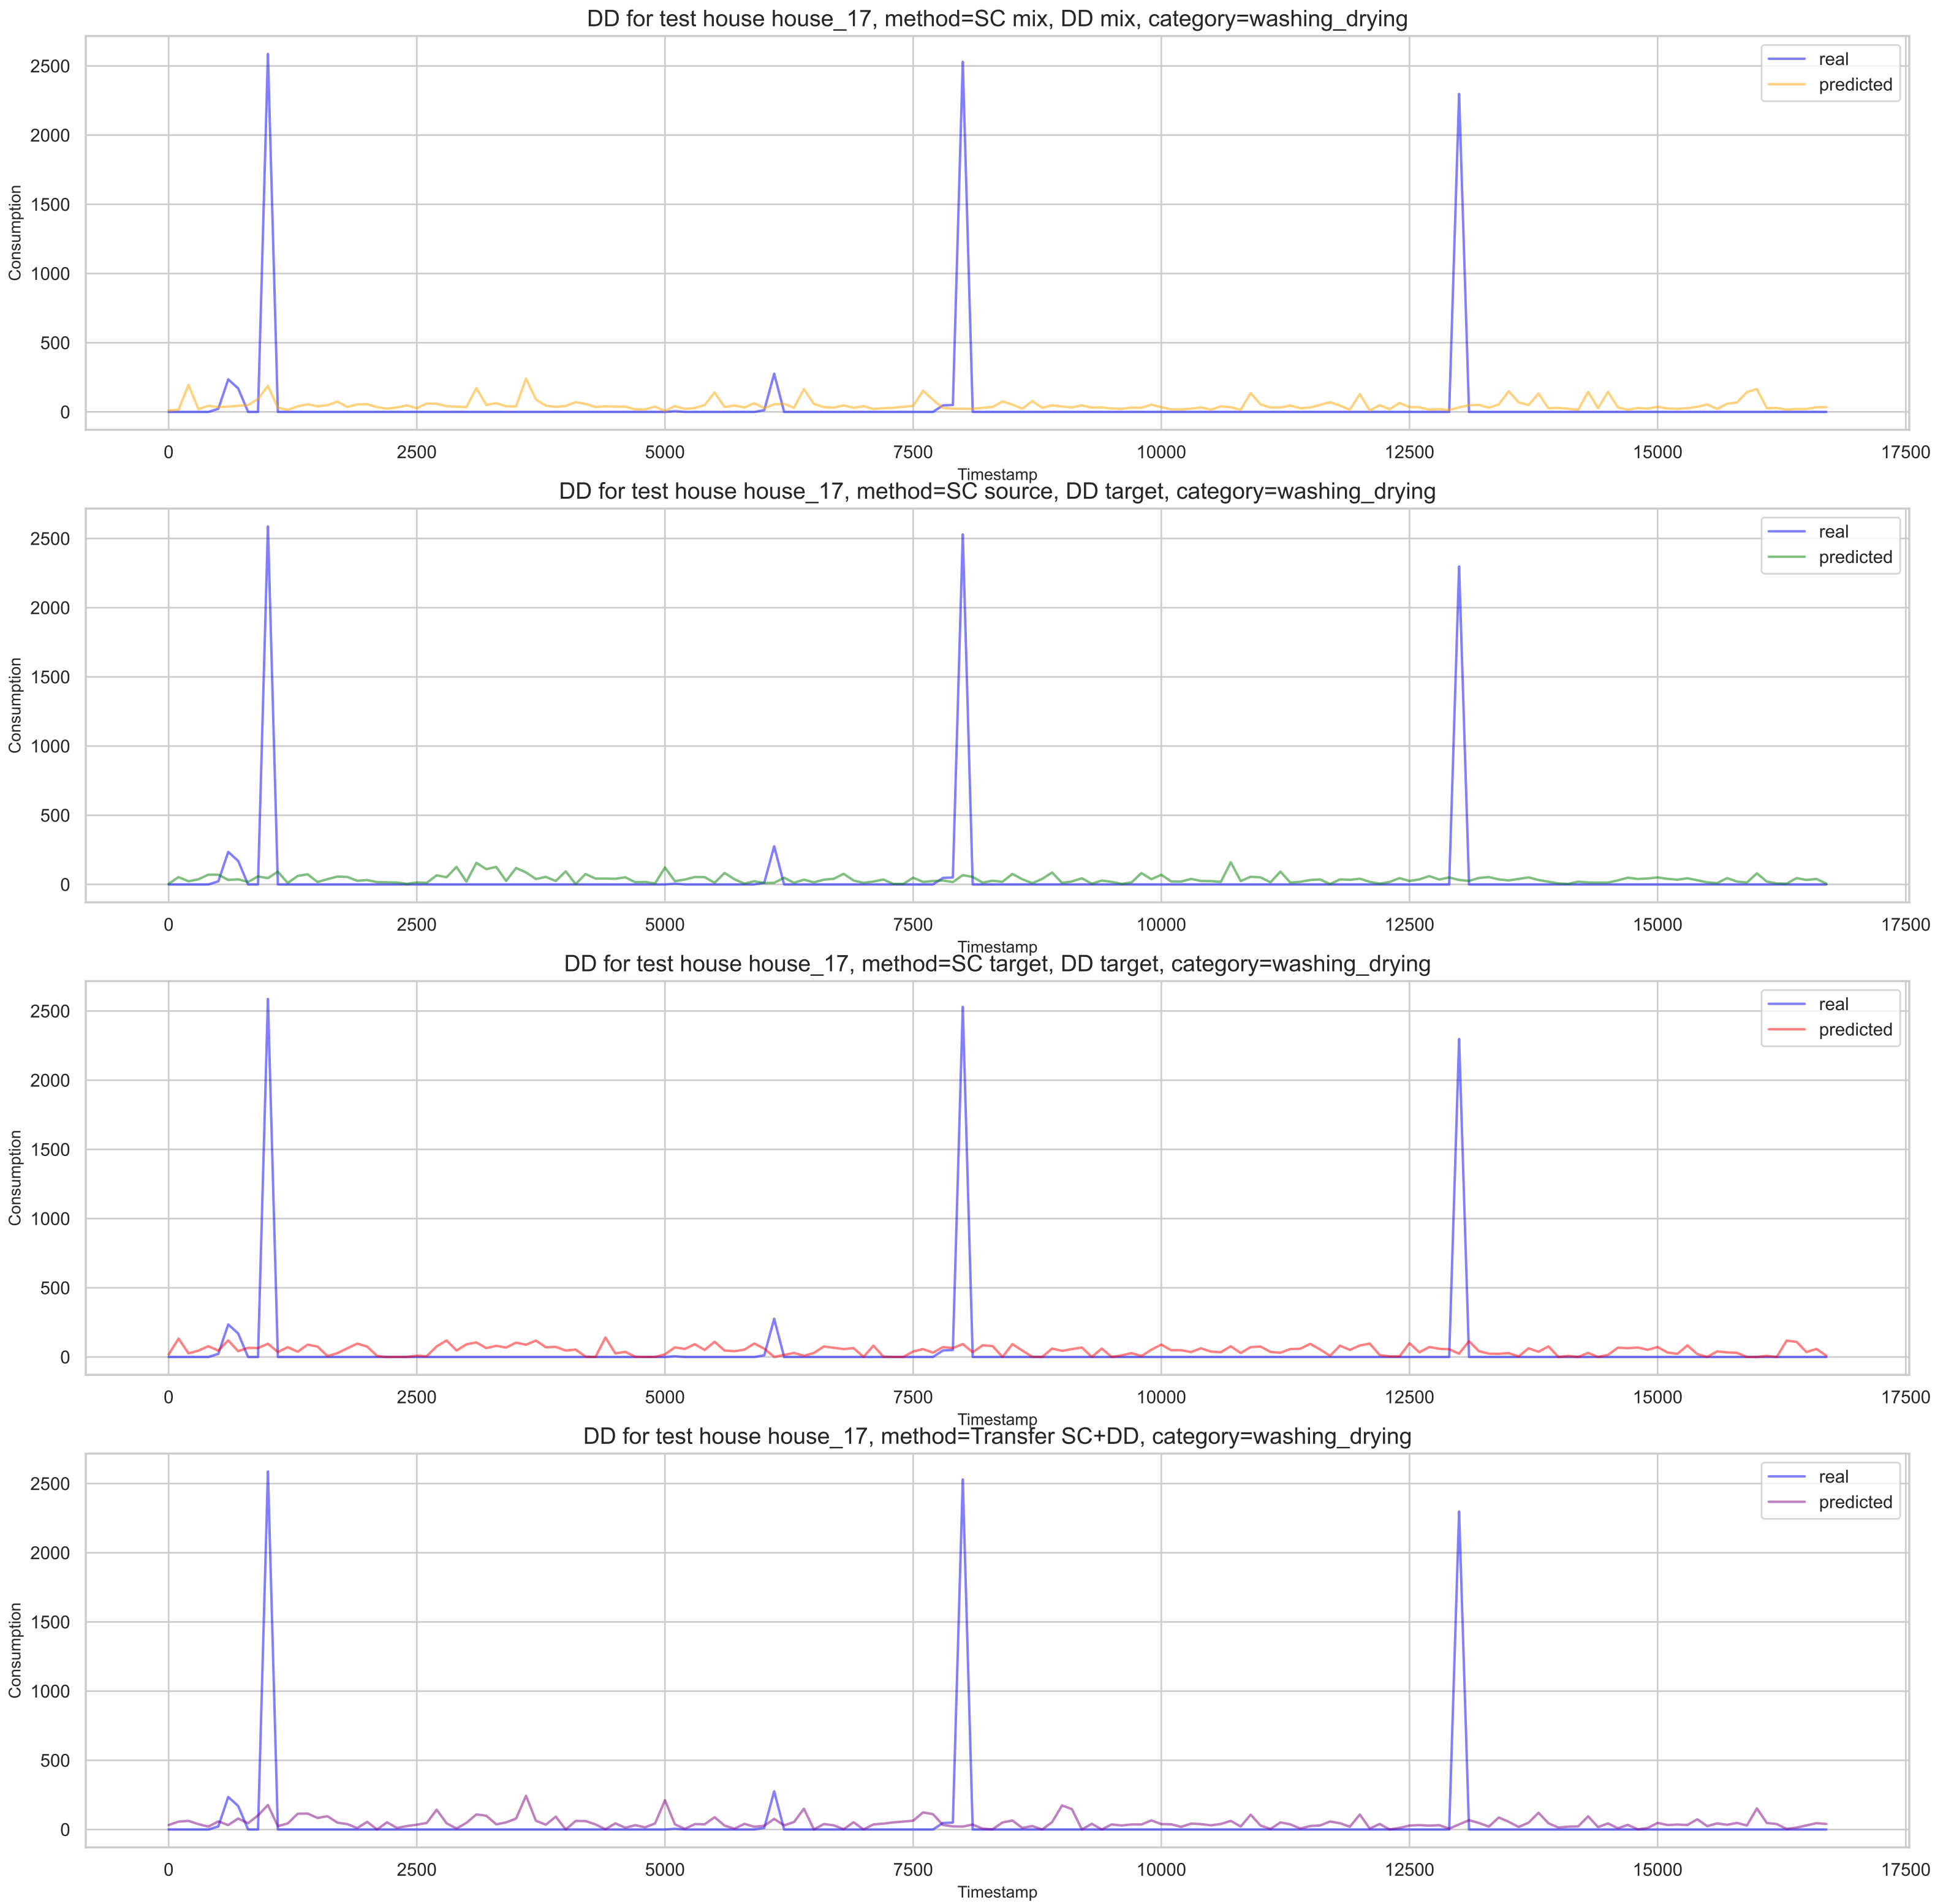 DD for test house house_17, method=SC mix, DD mix, category=washing_drying
2500
2000
1500
1000
500
0
Consumption
real
predicted
0 2500 5000 7500 10000 12500 15000 17500
Timestamp
DD for test house house_17, method=SC source, DD target, category=washing_drying
2500
2000
1500
1000
500
0
Consumption
real
predicted
0 2500 5000 7500 10000 12500 15000 17500
Timestamp
DD for test house house_17, method=SC target, DD target, category=washing_drying
2500
2000
1500
1000
500
0
Consumption
real
predicted
0 2500 5000 7500 10000 12500 15000 17500
Timestamp
DD for test house house_17, method=Transfer SC+DD, category=washing_drying
2500
2000
1500
1000
500
0
Consumption
real
predicted
0 2500 5000 7500 10000 12500 15000 17500
Timestamp